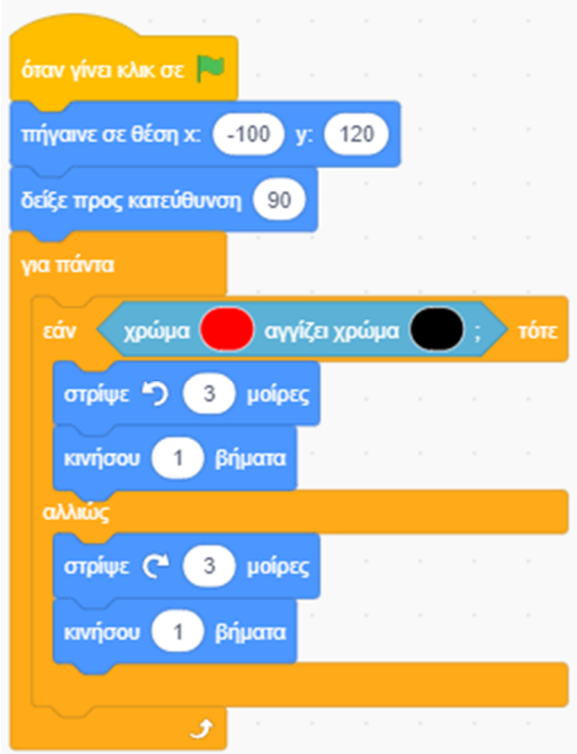 όταν γίνει κλικ σε
πήγαινε σε θέση x: -100 y: 120
δείξε προς κατεύθυνση 90
για πάντα
εάν χρώμα αγγίζει χρώμα ; τότε
στρίψε 3 μοίρες
κινήσου 1 βήματα
αλλιώς
στρίψε 3 μοίρες
κινήσου 1 βήματα